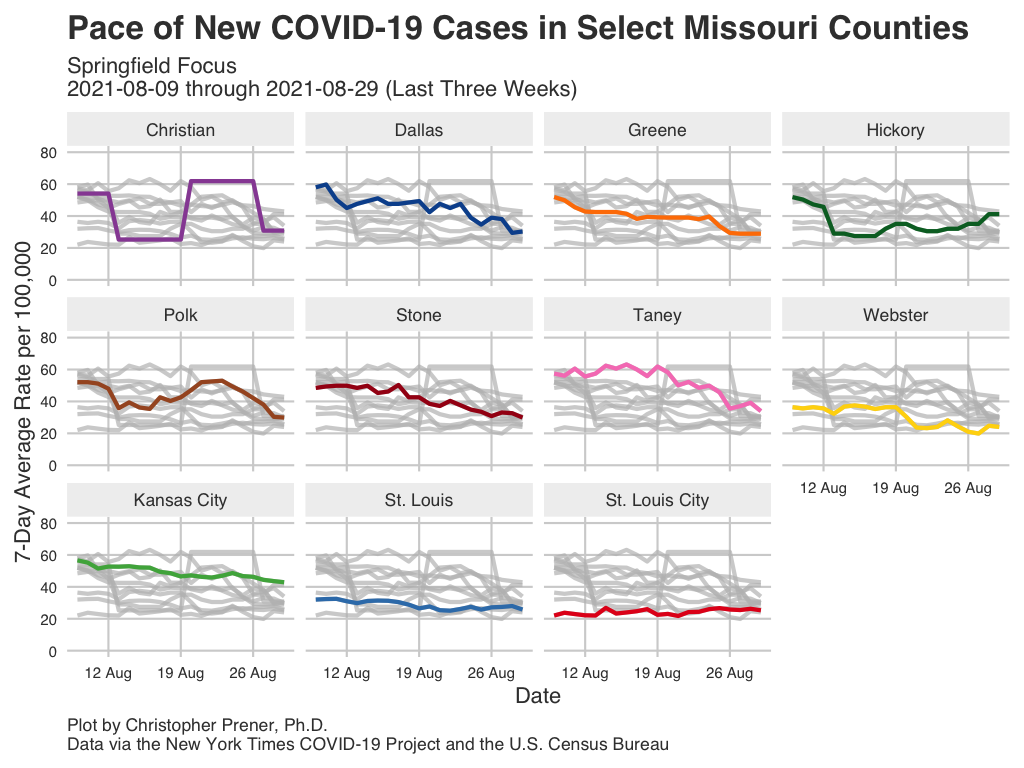 Pace of New COVID-19 Cases in Select Missouri Counties
Springfield Focus
2021-08-09 through 2021-08-29 (Last Three Weeks)
Christian
Dallas
Greene
Hickory
80
60
40
20
0
Polk
Stone
Taney
Webster
80
60
40
20
0
12 Aug
19 Aug
26 Aug
Kansas City
St. Louis
St. Louis City
80
60
40
20
0
12 Aug
19 Aug
26 Aug
12 Aug
19 Aug
26 Aug
12 Aug
19 Aug
26 Aug
7-Day Average Rate per 100,000
Date
Plot by Christopher Prener, Ph.D.
Data via the New York Times COVID-19 Project and the U.S. Census Bureau